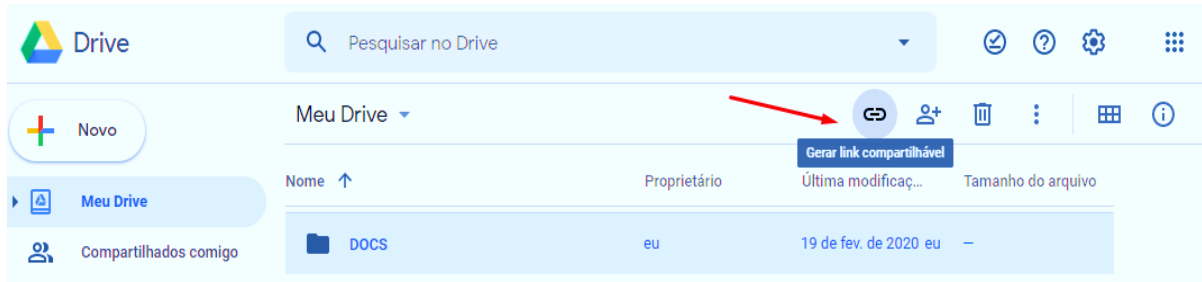 Drive
Pesquisar no Drive
Novo
Meu Drive
Gerar link compartilhável
Nome
Proprietário
Última modificaç...
Tamanho do arquivo
Meu Drive
DOCS
eu
19 de fev. de 2020 eu
—
Compartilhados comigo